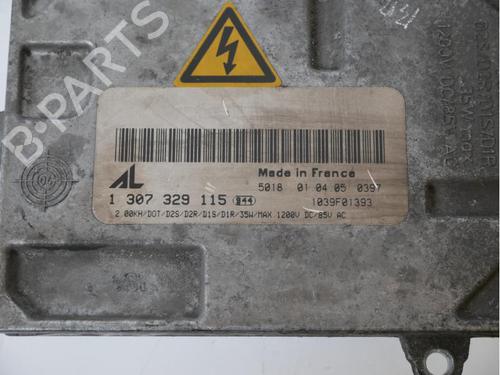 B-PARTS
Made in France
5018 01 04 05 0397
AL
1 307 329 115 844
1039F01393
2.00KH/DOT/D2S/D2R/D1S/D1R/35W/MAX 1200V DC/85V AC